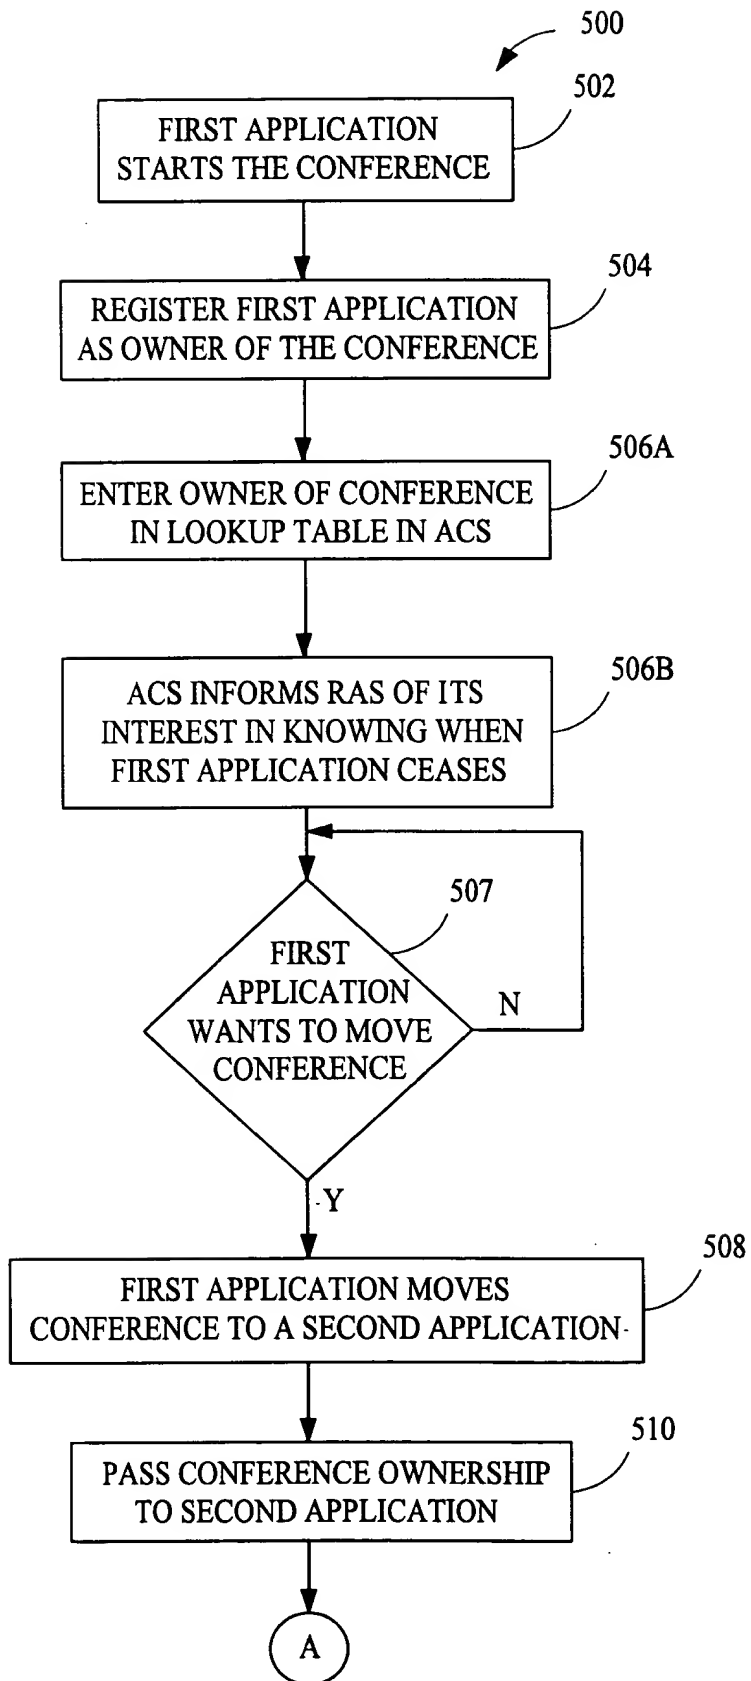 500
502
FIRST APPLICATION
STARTS THE CONFERENCE
504
REGISTER FIRST APPLICATION
AS OWNER OF THE CONFERENCE
506A
ENTER OWNER OF CONFERENCE
IN LOOKUP TABLE IN ACS
506B
ACS INFORMS RAS OF ITS
INTEREST IN KNOWING WHEN
FIRST APPLICATION CEASES
507
FIRST
APPLICATION
WANTS TO MOVE
CONFERENCE
N
Y
508
FIRST APPLICATION MOVES
CONFERENCE TO A SECOND APPLICATION
510
PASS CONFERENCE OWNERSHIP
TO SECOND APPLICATION
A